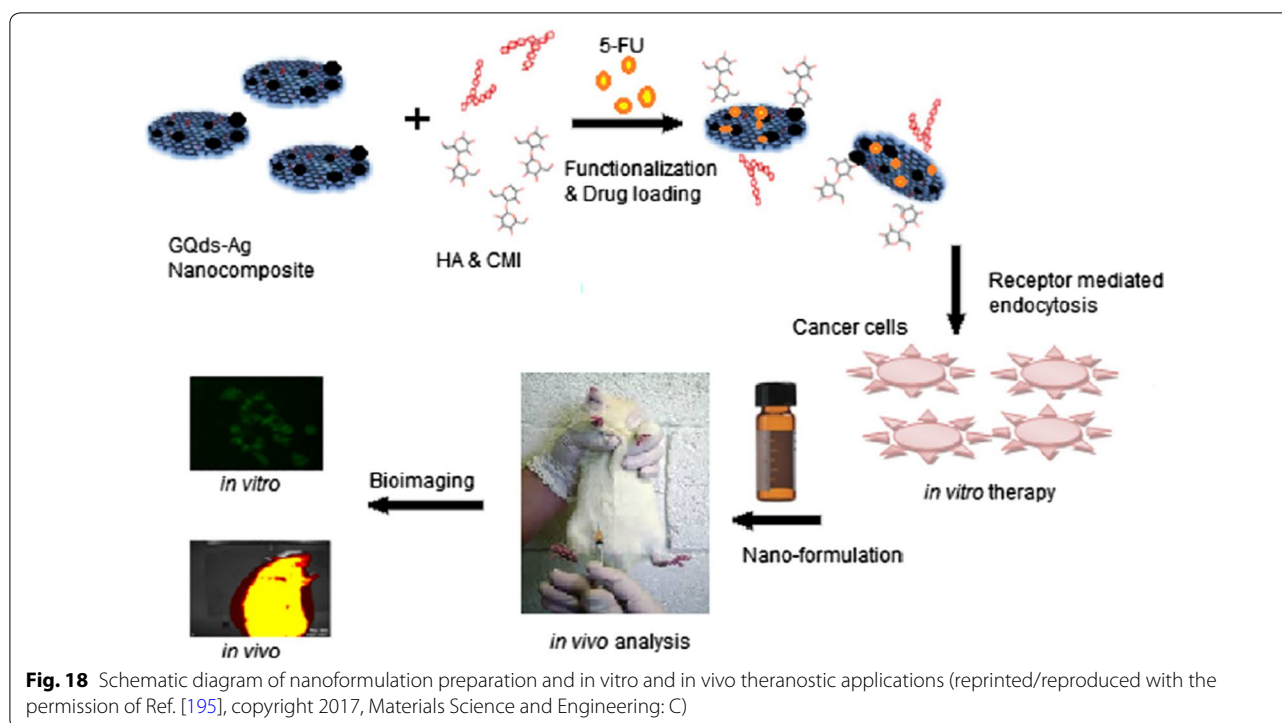 5-FU
+
Functionalization
& Drug loading
GQds-Ag
Nanocomposite
HA & CMI
Receptor mediated
endocytosis
Cancer cells
in vitro therapy
Nano-formulation
in vivo analysis
Bioimaging
in vitro
in vivo
Fig. 18 Schematic diagram of nanoformulation preparation and in vitro and in vivo theranostic applications (reprinted/reproduced with the
permission of Ref. [195], copyright 2017, Materials Science and Engineering: C)